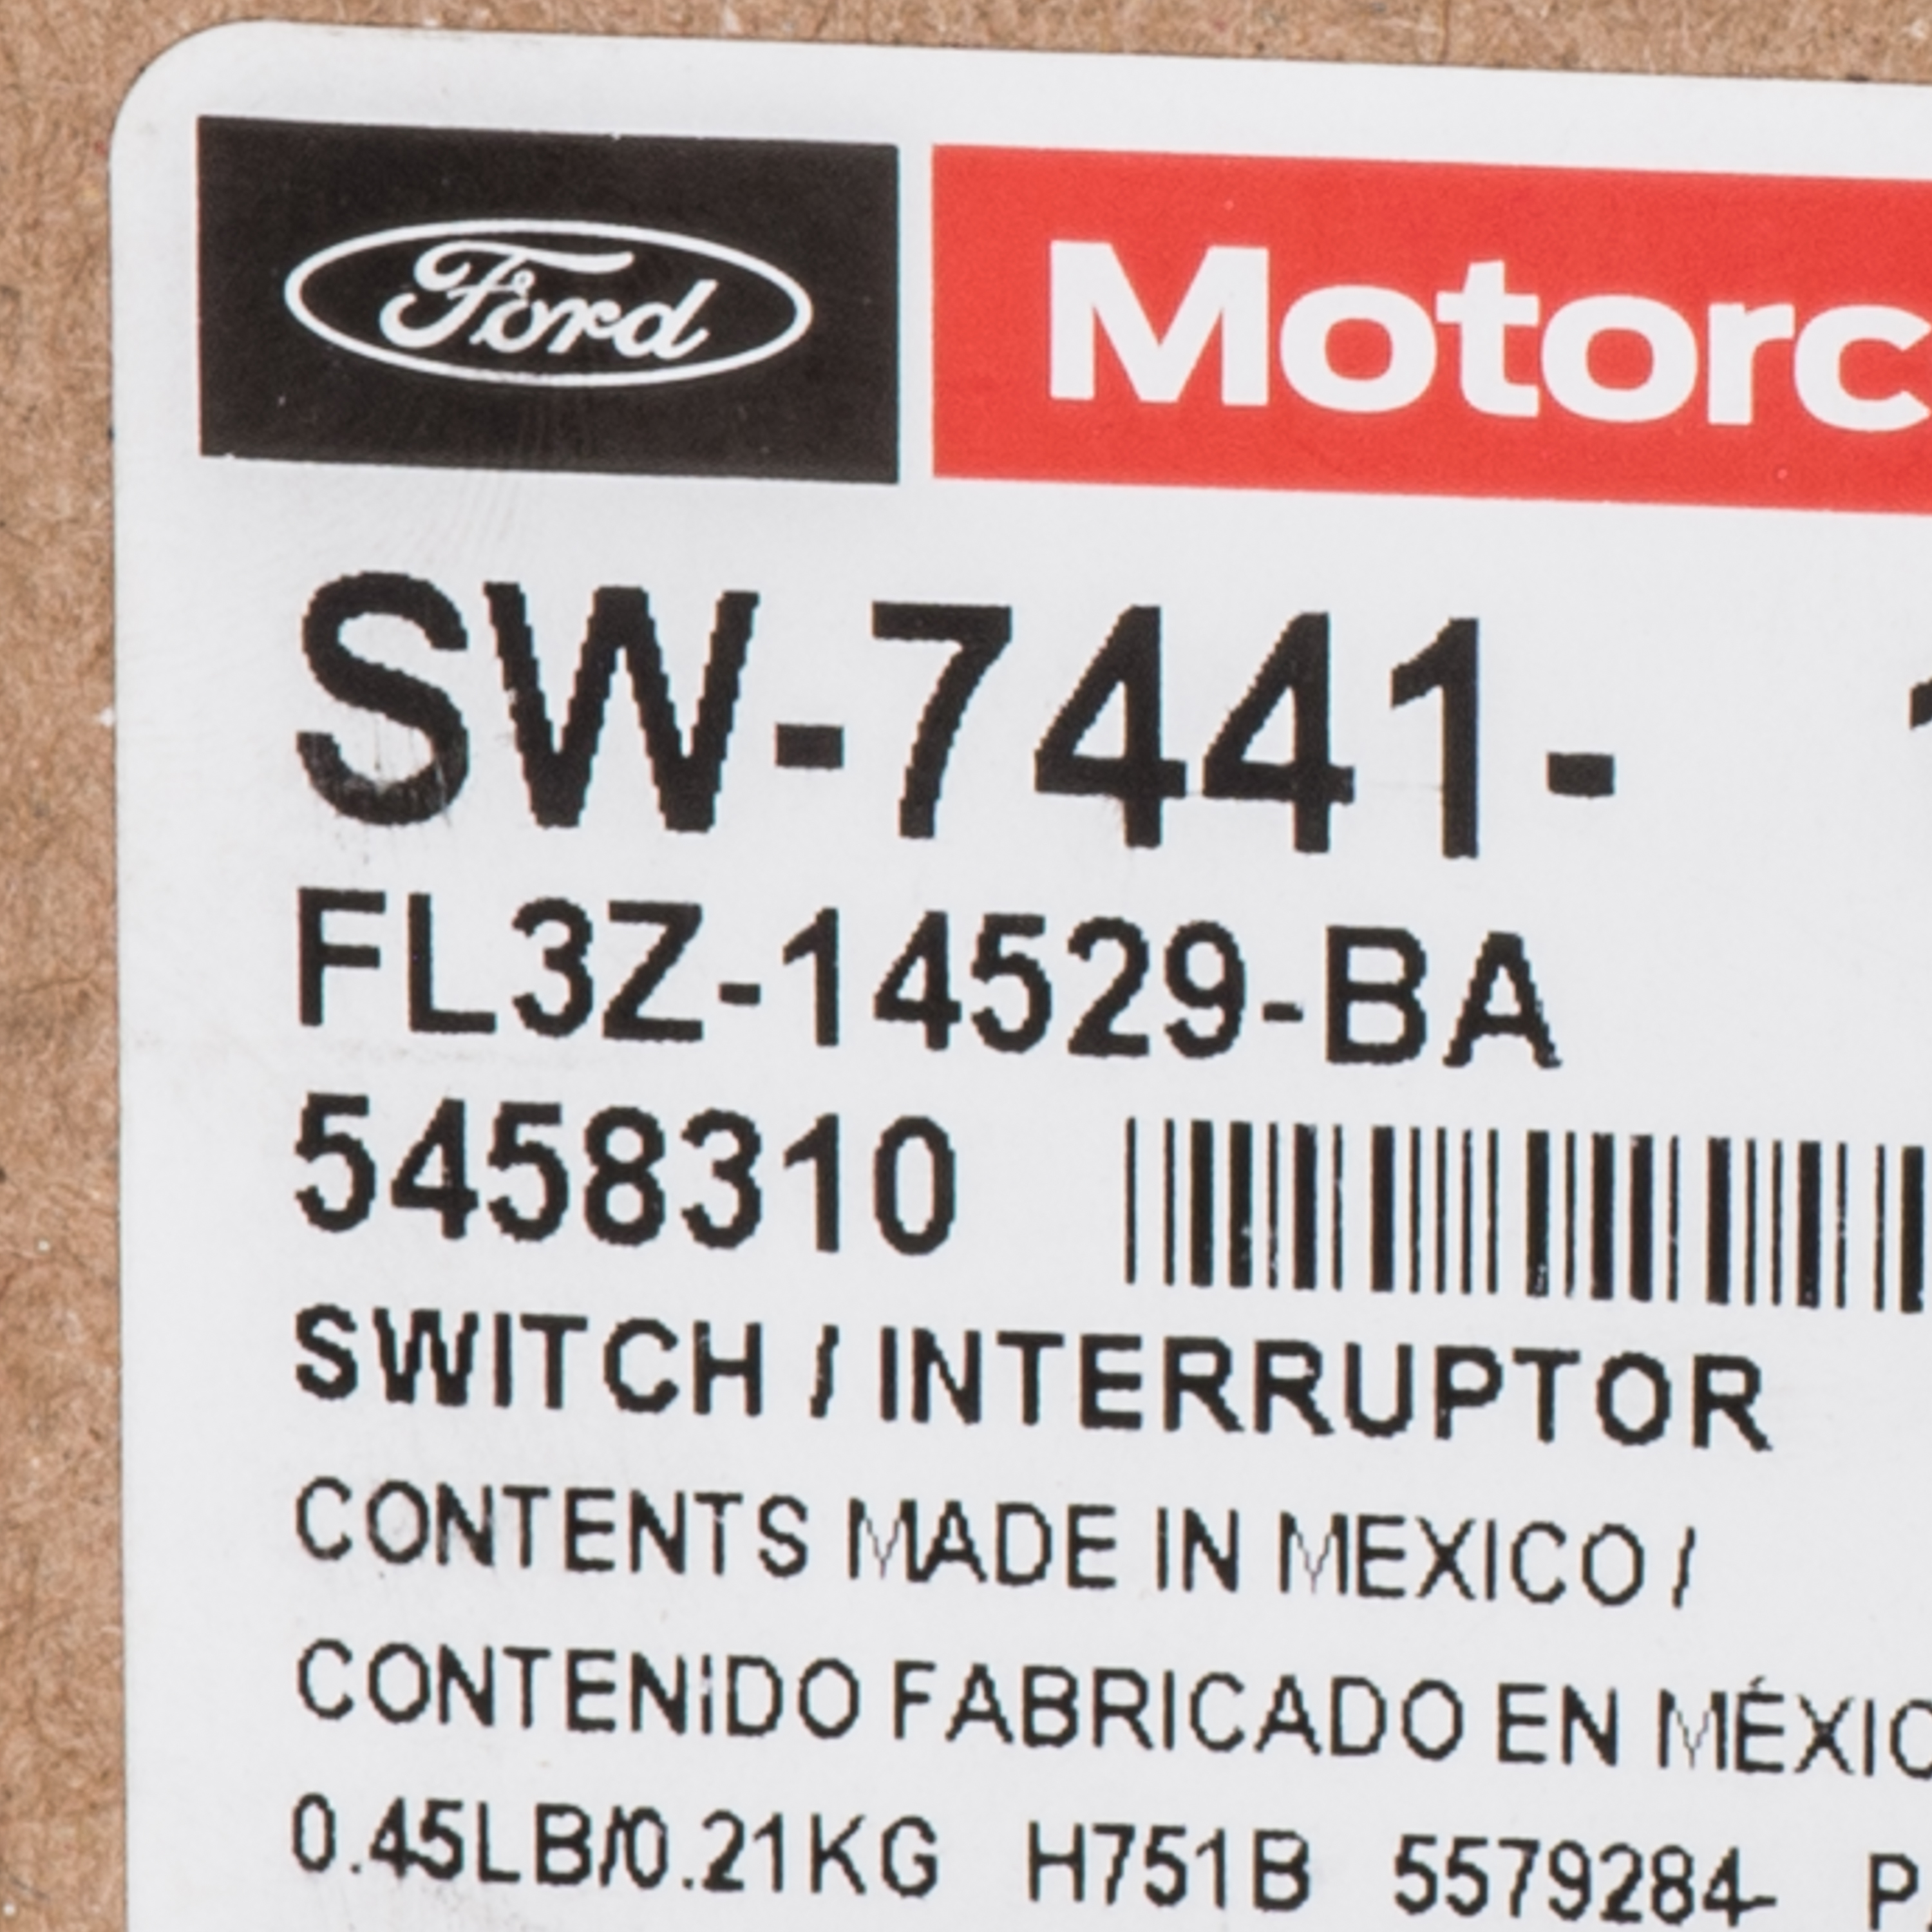 Ford Motorc
SW-7441- 1
FL3Z-14529-BA
5458310
SWITCH / INTERRUPTOR
CONTENTS MADE IN MEXICO /
CONTENIDO FABRICADO EN MÉXIC
0.45LB/0.21KG H751B 5579284- P